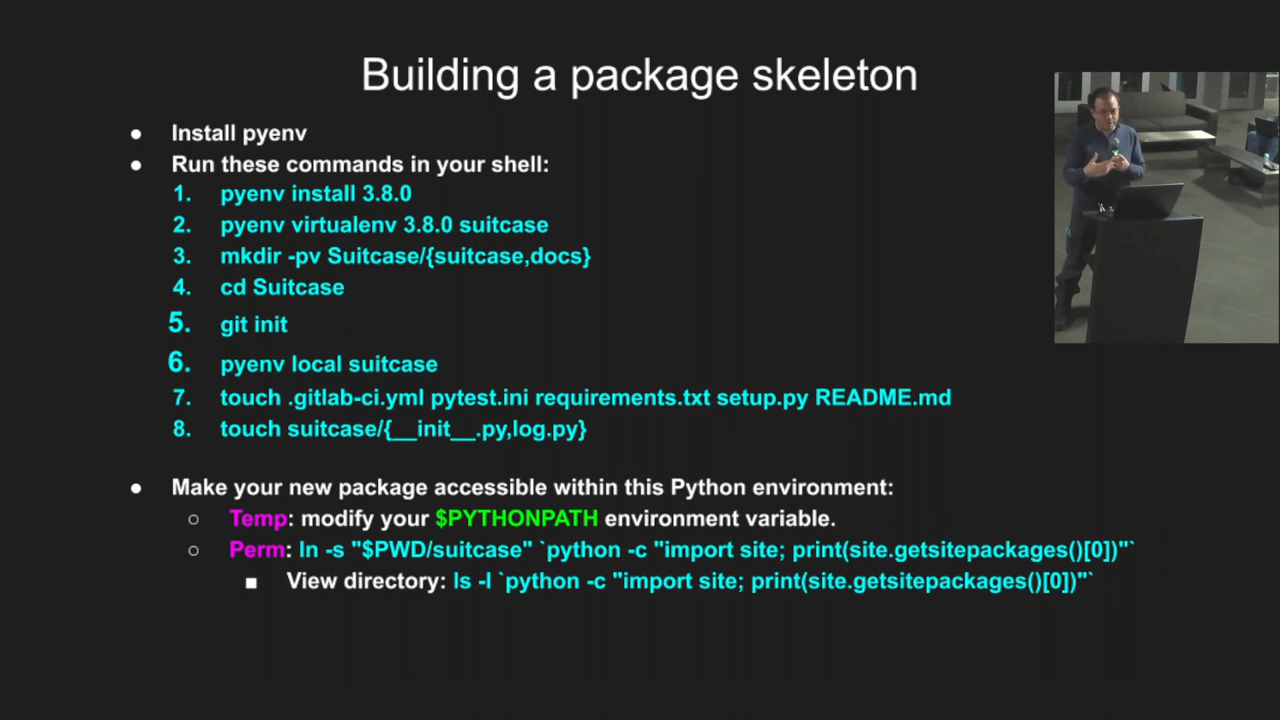 Building a package skeleton
● Install pyenv
● Run these commands in your shell:
1. pyenv install 3.8.0
2. pyenv virtualenv 3.8.0 suitcase
3. mkdir -pv Suitcase/{suitcase,docs}
4. cd Suitcase
5. git init
6. pyenv local suitcase
7. touch .gitlab-ci.yml pytest.ini requirements.txt setup.py README.md
8. touch suitcase/{__init__.py,log.py}
● Make your new package accessible within this Python environment:
○ Temp: modify your $PYTHONPATH environment variable.
○ Perm: ln -s "$PWD/suitcase" `python -c "import site; print(site.getsitepackages()[0])"`
■ View directory: ls -l `python -c "import site; print(site.getsitepackages()[0])"`